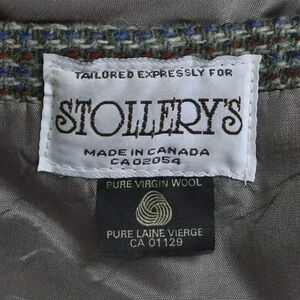 TAILORED EXPRESSLY FOR
STOLLERY'S
MADE IN CANADA
CA 02054
PURE VIRGIN WOOL
PURE LAINE VIERGE
CA 01129